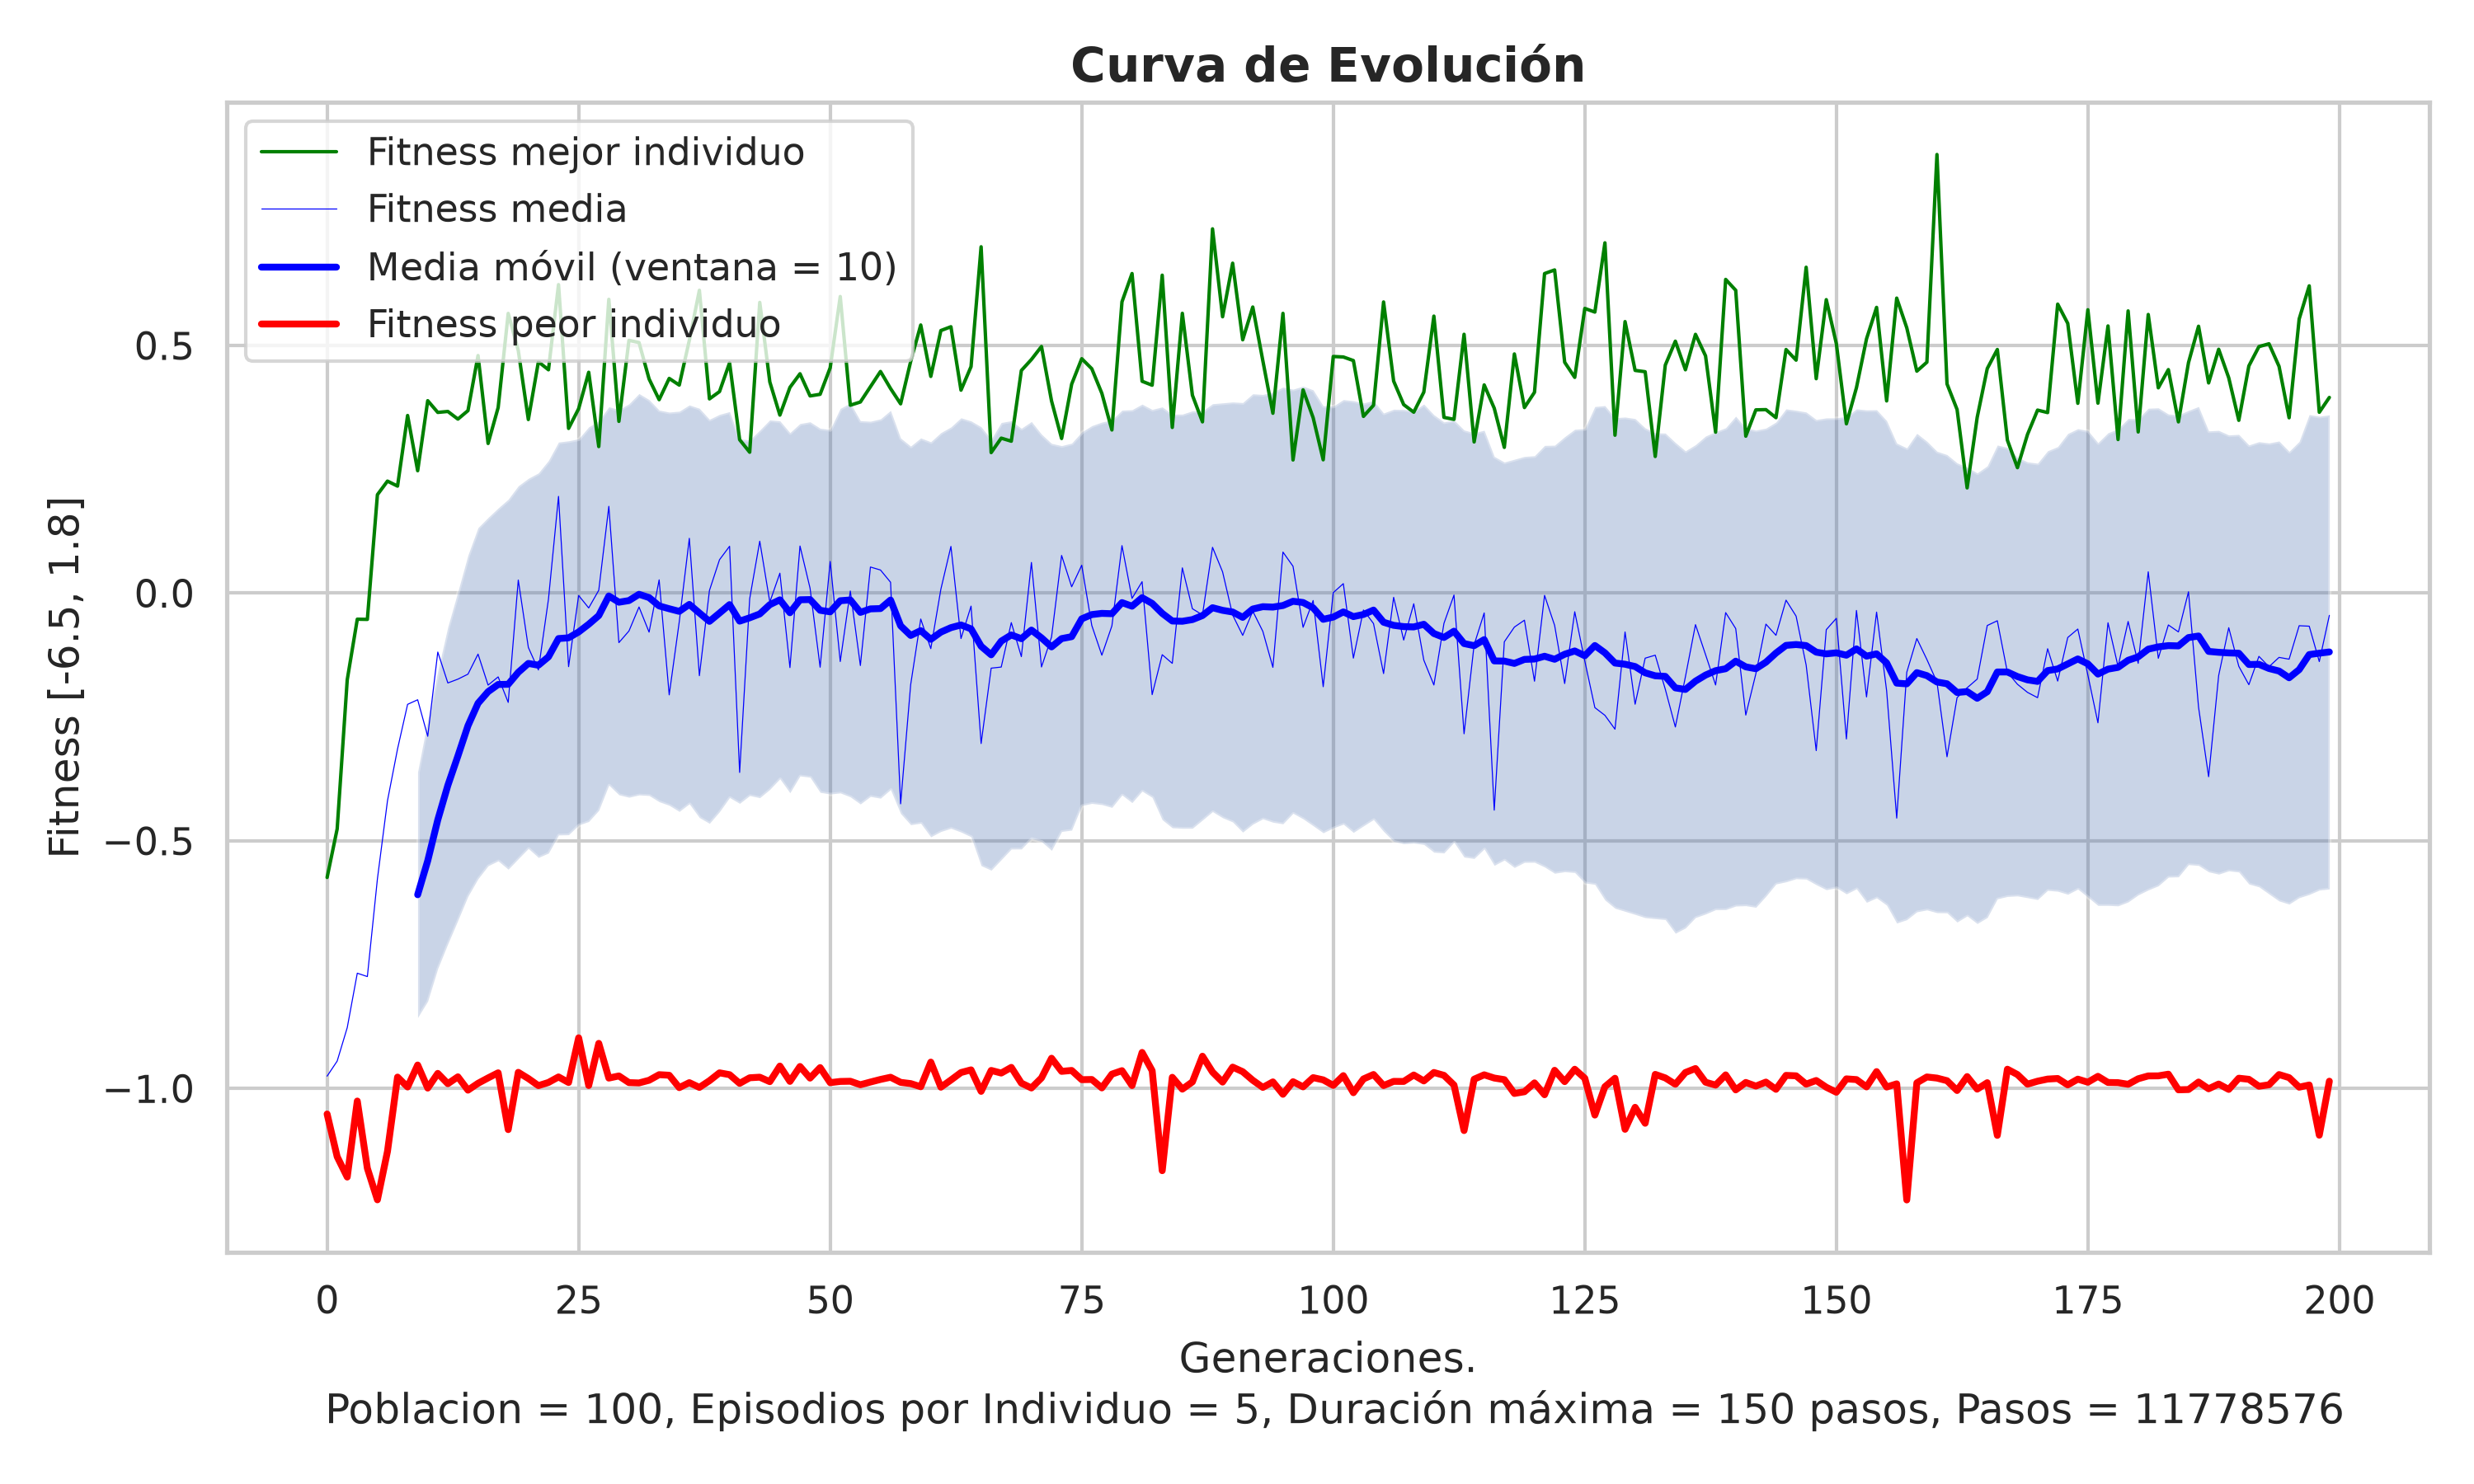 Curva de Evolución
Fitness mejor individuo
Fitness media
Media móvil (ventana = 10)
Fitness peor individuo
Fitness [-6.5, 1.8]
0.5
0.0
−0.5
−1.0
0 25 50 75 100 125 150 175 200
Generaciones.
Poblacion = 100, Episodios por Individuo = 5, Duración máxima = 150 pasos, Pasos = 11778576